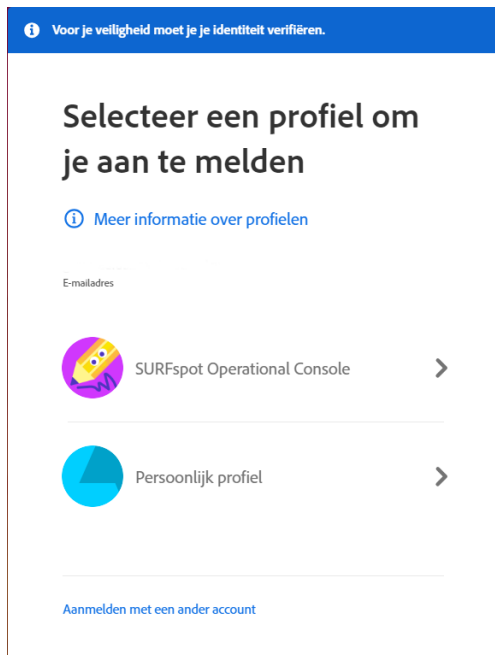 Voor je veiligheid moet je je identiteit verifiëren.
Selecteer een profiel om
je aan te melden
Meer informatie over profielen
E-mailadres
SURFspot Operational Console
Persoonlijk profiel
Aanmelden met een ander account